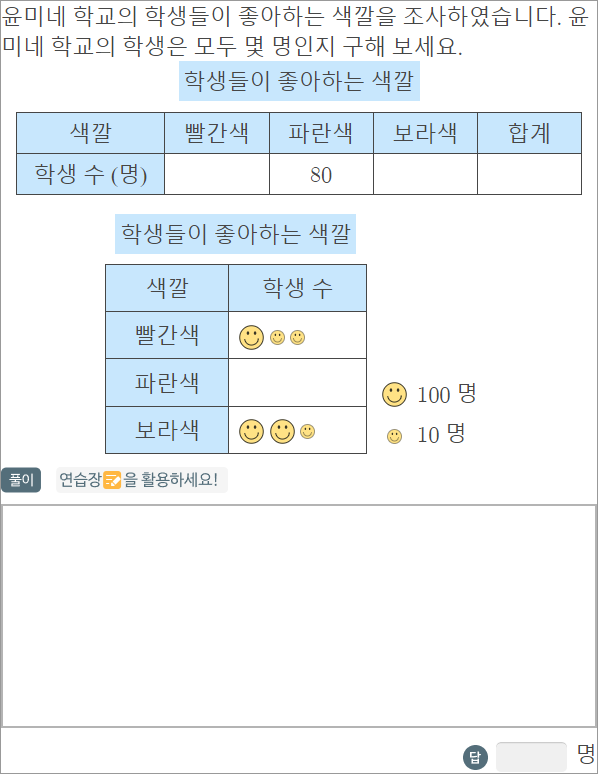 윤미네 학교의 학생들이 좋아하는 색깔을 조사하였습니다. 윤
미네 학교의 학생은 모두 몇 명인지 구해 보세요.
학생들이 좋아하는 색깔
색깔 빨간색 파란색 보라색 합계
학생 수 (명) 80
학생들이 좋아하는 색깔
색깔 학생 수
빨간색
파란색
보라색
100 명
10 명
풀이 연습장을 활용하세요!
답 명